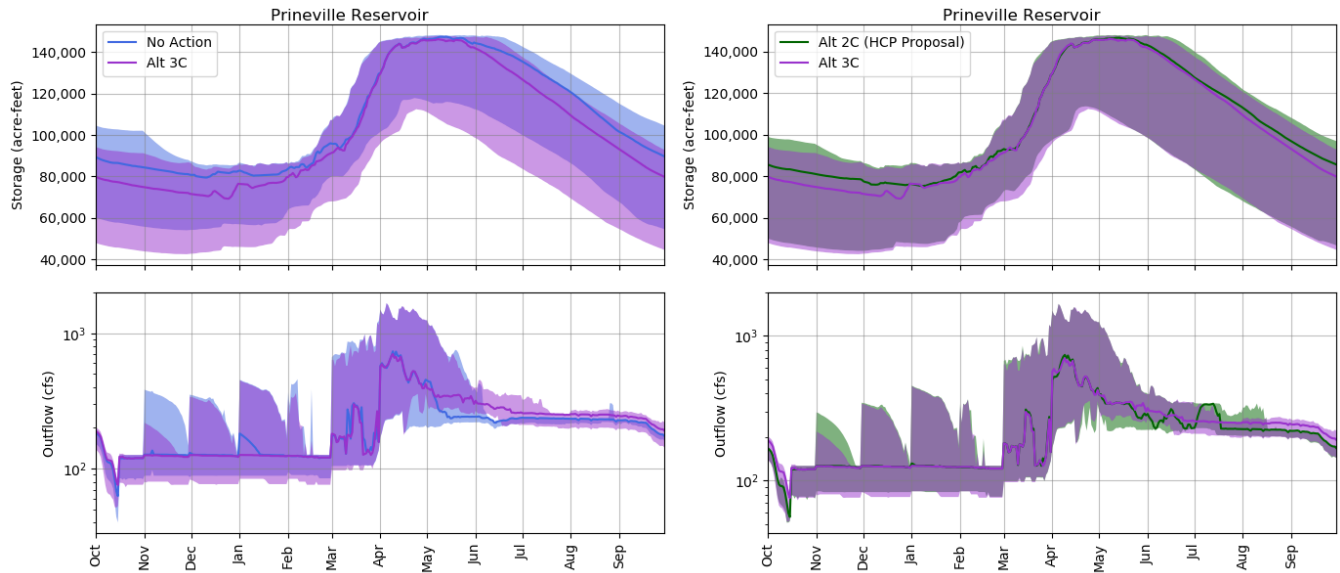 Prineville Reservoir
No Action
Alt 3C
Storage (acre-feet)
140,000
120,000
100,000
80,000
60,000
40,000
Outflow (cfs)
10³
10²
Oct
Nov
Dec
Jan
Feb
Mar
Apr
May
Jun
Jul
Aug
Sep
Prineville Reservoir
Alt 2C (HCP Proposal)
Alt 3C
Storage (acre-feet)
140,000
120,000
100,000
80,000
60,000
40,000
Outflow (cfs)
10³
10²
Oct
Nov
Dec
Jan
Feb
Mar
Apr
May
Jun
Jul
Aug
Sep